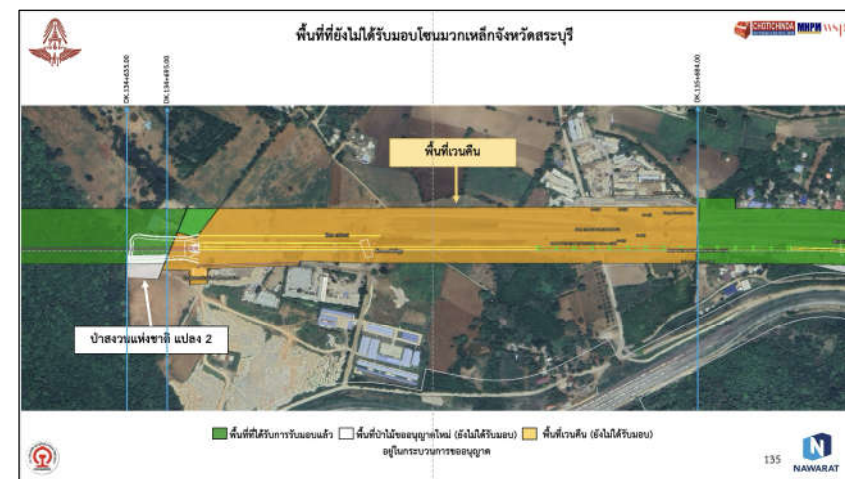 พื้นที่ที่ยังไม่ได้รับมอบโซนมวกเหล็กจังหวัดสระบุรี
CHOTICHINDA
MHPM
wsp
DK.134+635.00
DK.134+695.00
DK.135+684.00
พื้นที่เวนคืน
ป่าสงวนแห่งชาติ แปลง 2
พื้นที่ที่ได้รับการรับมอบแล้ว
พื้นที่ป่าไม้ขออนุญาตใหม่ (ยังไม่ได้รับมอบ)
พื้นที่เวนคืน (ยังไม่ได้รับมอบ)
อยู่ในกระบวนการขออนุญาต
135
NAWARAT